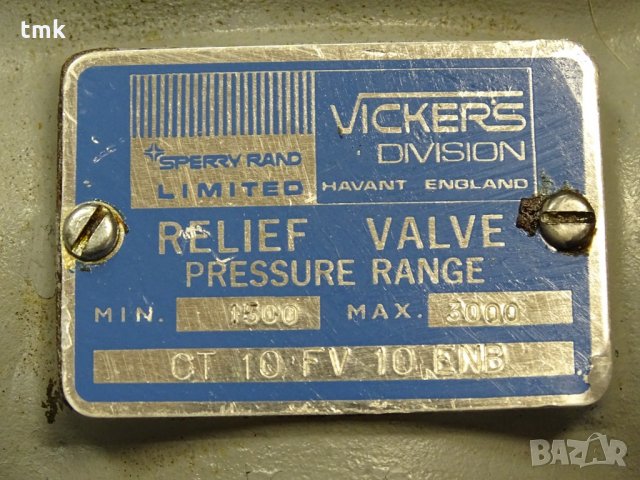 tmk
SPERRY RAND
LIMITED
VICKERS
DIVISION
HAVANT ENGLAND
RELIEF VALVE
PRESSURE RANGE
MIN. 1500 MAX. 3000
CT 10 FV 10 ENB
BAZAR